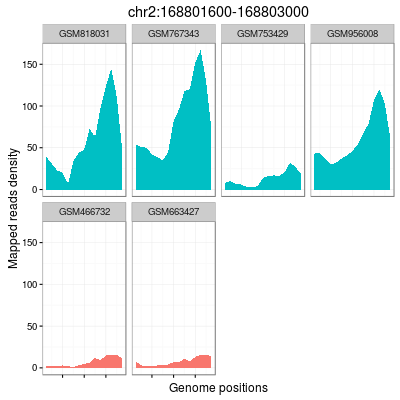 chr2:168801600-168803000
GSM818031 GSM767343 GSM753429 GSM956008
150
100
50
0
GSM466732 GSM663427
150
100
50
0
Mapped reads density
Genome positions